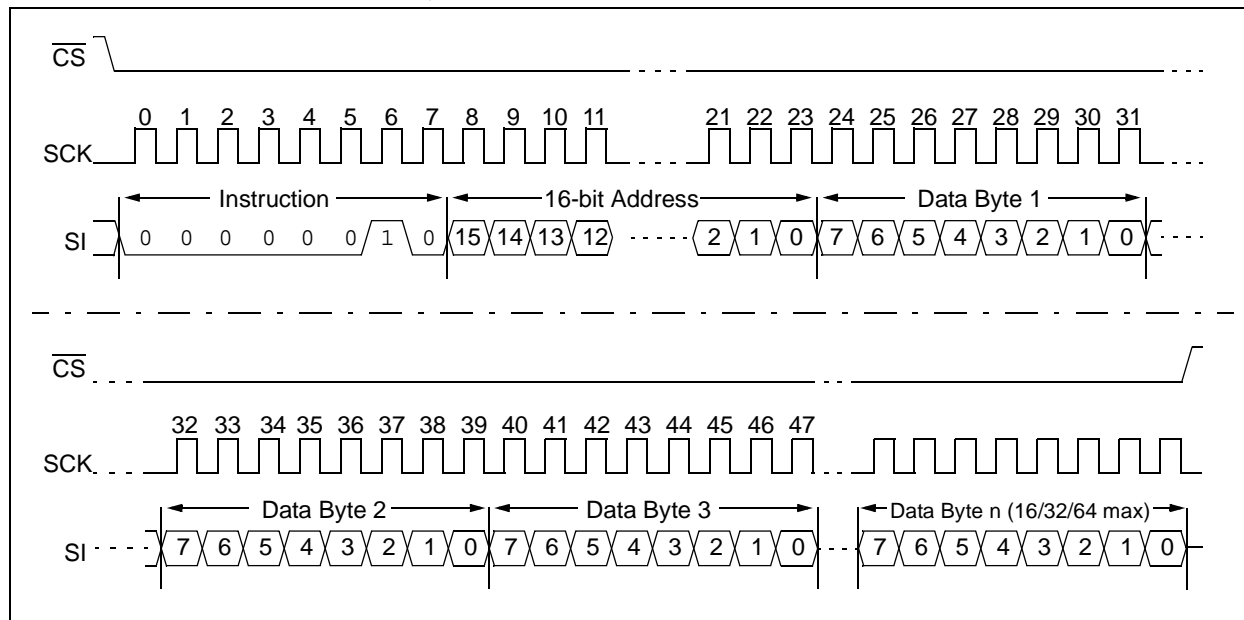 CS
0 1 2 3 4 5 6 7 8 9 10 11 21 22 23 24 25 26 27 28 29 30 31
SCK
Instruction 16-bit Address Data Byte 1
SI 0 0 0 0 0 0 1 0 15 14 13 12 2 1 0 7 6 5 4 3 2 1 0
CS
32 33 34 35 36 37 38 39 40 41 42 43 44 45 46 47
SCK
Data Byte 2 Data Byte 3 Data Byte n (16/32/64 max)
SI 7 6 5 4 3 2 1 0 7 6 5 4 3 2 1 0 7 6 5 4 3 2 1 0